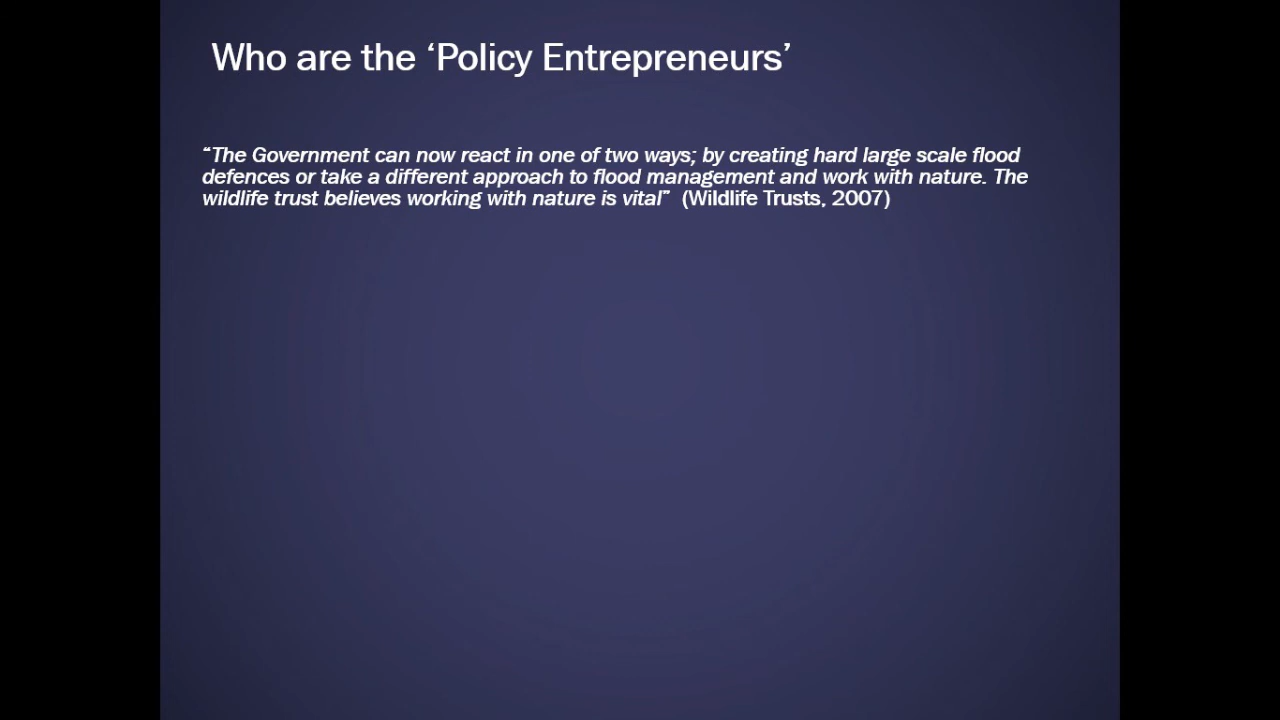 Who are the ‘Policy Entrepreneurs’
“The Government can now react in one of two ways; by creating hard large scale flood
defences or take a different approach to flood management and work with nature. The
wildlife trust believes working with nature is vital” (Wildlife Trusts, 2007)